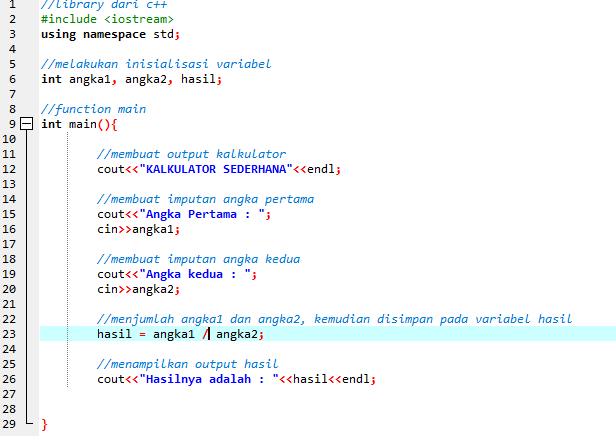 1 //library dari c++
2 #include <iostream>
3 using namespace std;
4
5 //melakukan inisialisasi variabel
6 int angka1, angka2, hasil;
7
8 //function main
9 int main(){
10
11 //membuat output kalkulator
12 cout<<"KALKULATOR SEDERHANA"<<endl;
13
14 //membuat imputan angka pertama
15 cout<<"Angka Pertama : ";
16 cin>>angka1;
17
18 //membuat imputan angka kedua
19 cout<<"Angka kedua : ";
20 cin>>angka2;
21
22 //menjumlah angka1 dan angka2, kemudian disimpan pada variabel hasil
23 hasil = angka1 / angka2;
24
25 //menampilkan output hasil
26 cout<<"Hasilnya adalah : "<<hasil<<endl;
27
28
29 }